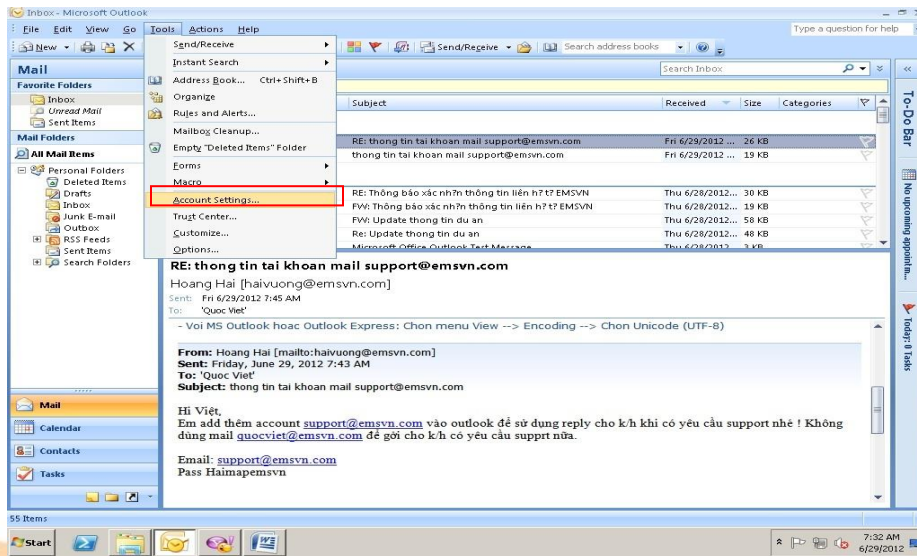 Inbox - Microsoft Outlook
File Edit View Go Tools Actions Help
Type a question for help
New
Send/Receive
Search address books
Send/Receive
Instant Search
Address Book... Ctrl+Shift+B
Organize
Rules and Alerts...
Mailbox Cleanup...
Empty "Deleted Items" Folder
Forms
Macro
Account Settings...
Trust Center...
Customize...
Options...
Mail
Favorite Folders
Inbox
Unread Mail
Sent Items
Mail Folders
All Mail Items
Personal Folders
Deleted Items
Drafts
Inbox
Junk E-mail
Outbox
RSS Feeds
Sent Items
Search Folders
Mail
Calendar
Contacts
Tasks
Search Inbox
Subject Received Size Categories
RE: thong tin tai khoan mail support@emsvn.com Fri 6/29/2012 ... 26 KB
thong tin tai khoan mail support@emsvn.com Fri 6/29/2012 ... 19 KB
RE: Thông báo xác nh?n thông tin liên h? t? EMSVN Thu 6/28/2012... 30 KB
FW: Thông báo xác nh?n thông tin liên h? t? EMSVN Thu 6/28/2012... 19 KB
FW: Update thong tin du an Thu 6/28/2012... 58 KB
Re: Update thong tin du an Thu 6/28/2012... 48 KB
Microsoft Office Outlook Test Message Thu 6/28/2012 3 KB
RE: thong tin tai khoan mail support@emsvn.com
Hoang Hai [haivuong@emsvn.com]
Sent: Fri 6/29/2012 7:45 AM
To: 'Quoc Viet'
- Voi MS Outlook hoac Outlook Express: Chon menu View --> Encoding --> Chon Unicode (UTF-8)
From: Hoang Hai [mailto:haivuong@emsvn.com]
Sent: Friday, June 29, 2012 7:43 AM
To: 'Quoc Viet'
Subject: thong tin tai khoan mail support@emsvn.com
Hi Việt,
Em add thêm account support@emsvn.com vào outlook để sử dụng reply cho k/h khi có yêu cầu support nhé ! Không
dùng mail quocviet@emsvn.com để gởi cho k/h có yêu cầu supprt nữa.
Email: support@emsvn.com
Pass Haimapemsvn
To-Do Bar
No upcoming appointm...
Today: 0 Tasks
55 Items
Start
7:32 AM
6/29/2012